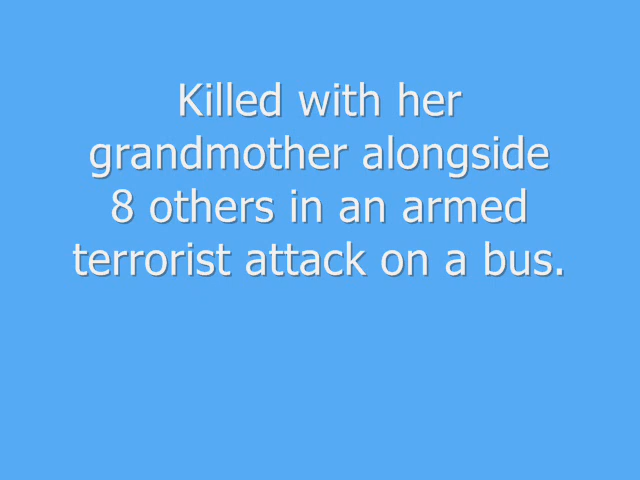 Killed with her
grandmother alongside
8 others in an armed
terrorist attack on a bus.